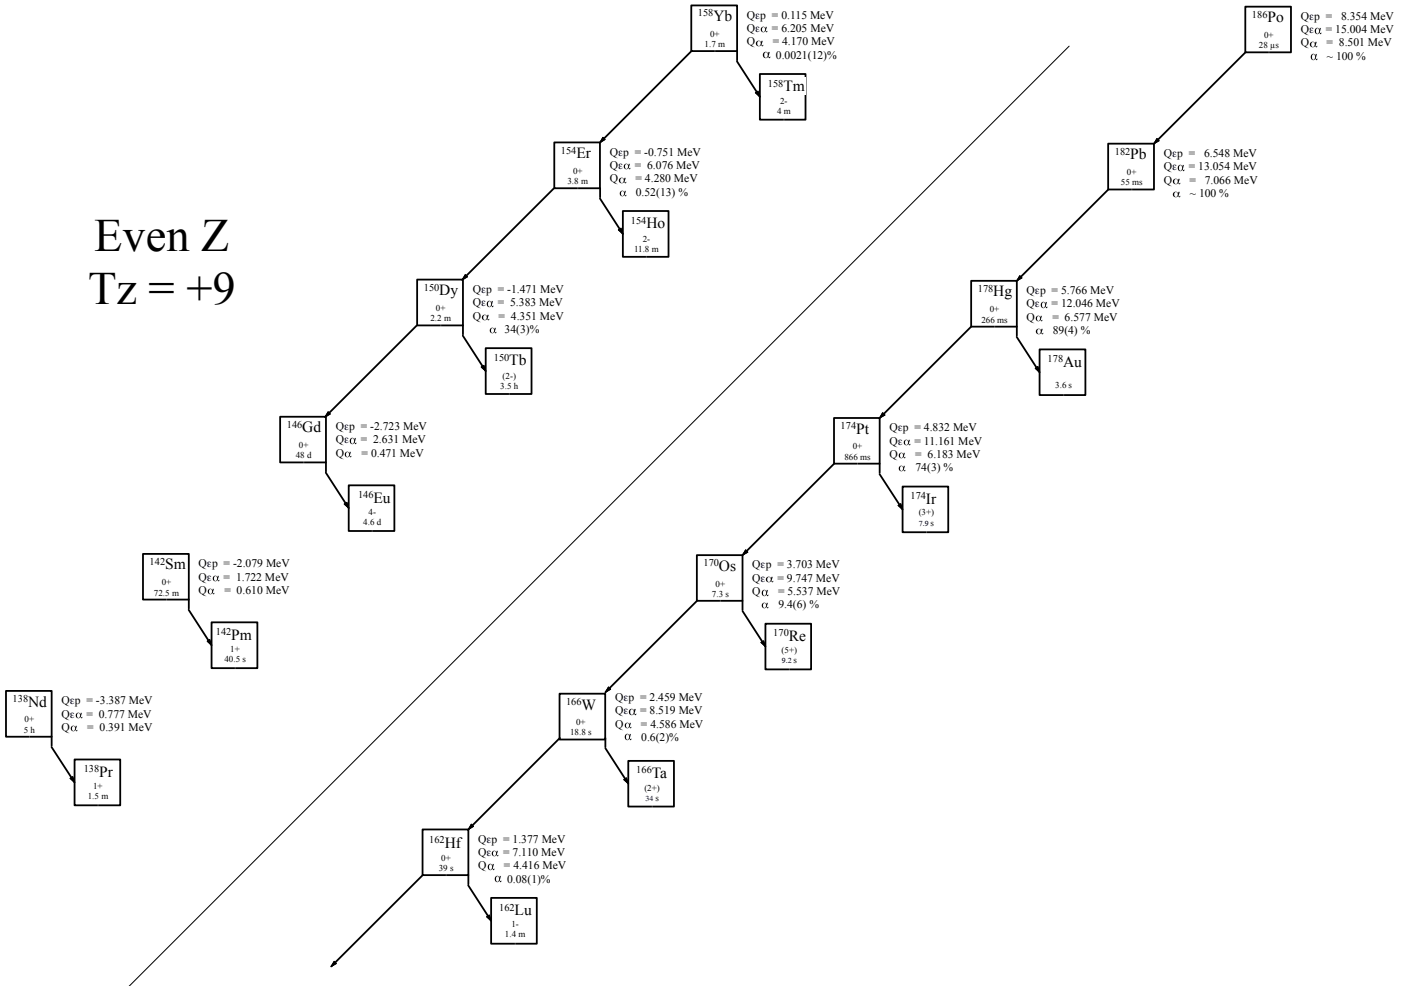 Even Z
Tz = +9
158Yb
0+
1.7 m
Qεp = 0.115 MeV
Qεα = 6.205 MeV
Qα = 4.170 MeV
α 0.0021(12)%
158Tm
2-
4 m
154Er
0+
3.8 m
Qεp = -0.751 MeV
Qεα = 6.076 MeV
Qα = 4.280 MeV
α 0.52(13) %
154Ho
2-
11.8 m
150Dy
0+
2.2 m
Qεp = -1.471 MeV
Qεα = 5.383 MeV
Qα = 4.351 MeV
α 34(3)%
150Tb
(2-)
3.5 h
146Gd
0+
48 d
Qεp = -2.723 MeV
Qεα = 2.631 MeV
Qα = 0.471 MeV
146Eu
4-
4.6 d
142Sm
0+
72.5 m
Qεp = -2.079 MeV
Qεα = 1.722 MeV
Qα = 0.610 MeV
142Pm
1+
40.5 s
138Nd
0+
5 h
Qεp = -3.387 MeV
Qεα = 0.777 MeV
Qα = 0.391 MeV
138Pr
1+
1.5 m
186Po
0+
28 µs
Qεp = 8.354 MeV
Qεα = 15.004 MeV
Qα = 8.501 MeV
α ~ 100 %
182Pb
0+
55 ms
Qεp = 6.548 MeV
Qεα = 13.054 MeV
Qα = 7.066 MeV
α ~ 100 %
178Hg
0+
266 ms
Qεp = 5.766 MeV
Qεα = 12.046 MeV
Qα = 6.577 MeV
α 89(4) %
178Au
3.6 s
174Pt
0+
866 ms
Qεp = 4.832 MeV
Qεα = 11.161 MeV
Qα = 6.183 MeV
α 74(3) %
174Ir
(3+)
7.9 s
170Os
0+
7.3 s
Qεp = 3.703 MeV
Qεα = 9.747 MeV
Qα = 5.537 MeV
α 9.4(6) %
170Re
(5+)
9.2 s
166W
0+
18.8 s
Qεp = 2.459 MeV
Qεα = 8.519 MeV
Qα = 4.586 MeV
α 0.6(2)%
166Ta
(2+)
34 s
162Hf
0+
39 s
Qεp = 1.377 MeV
Qεα = 7.110 MeV
Qα = 4.416 MeV
α 0.08(1)%
162Lu
1-
1.4 m